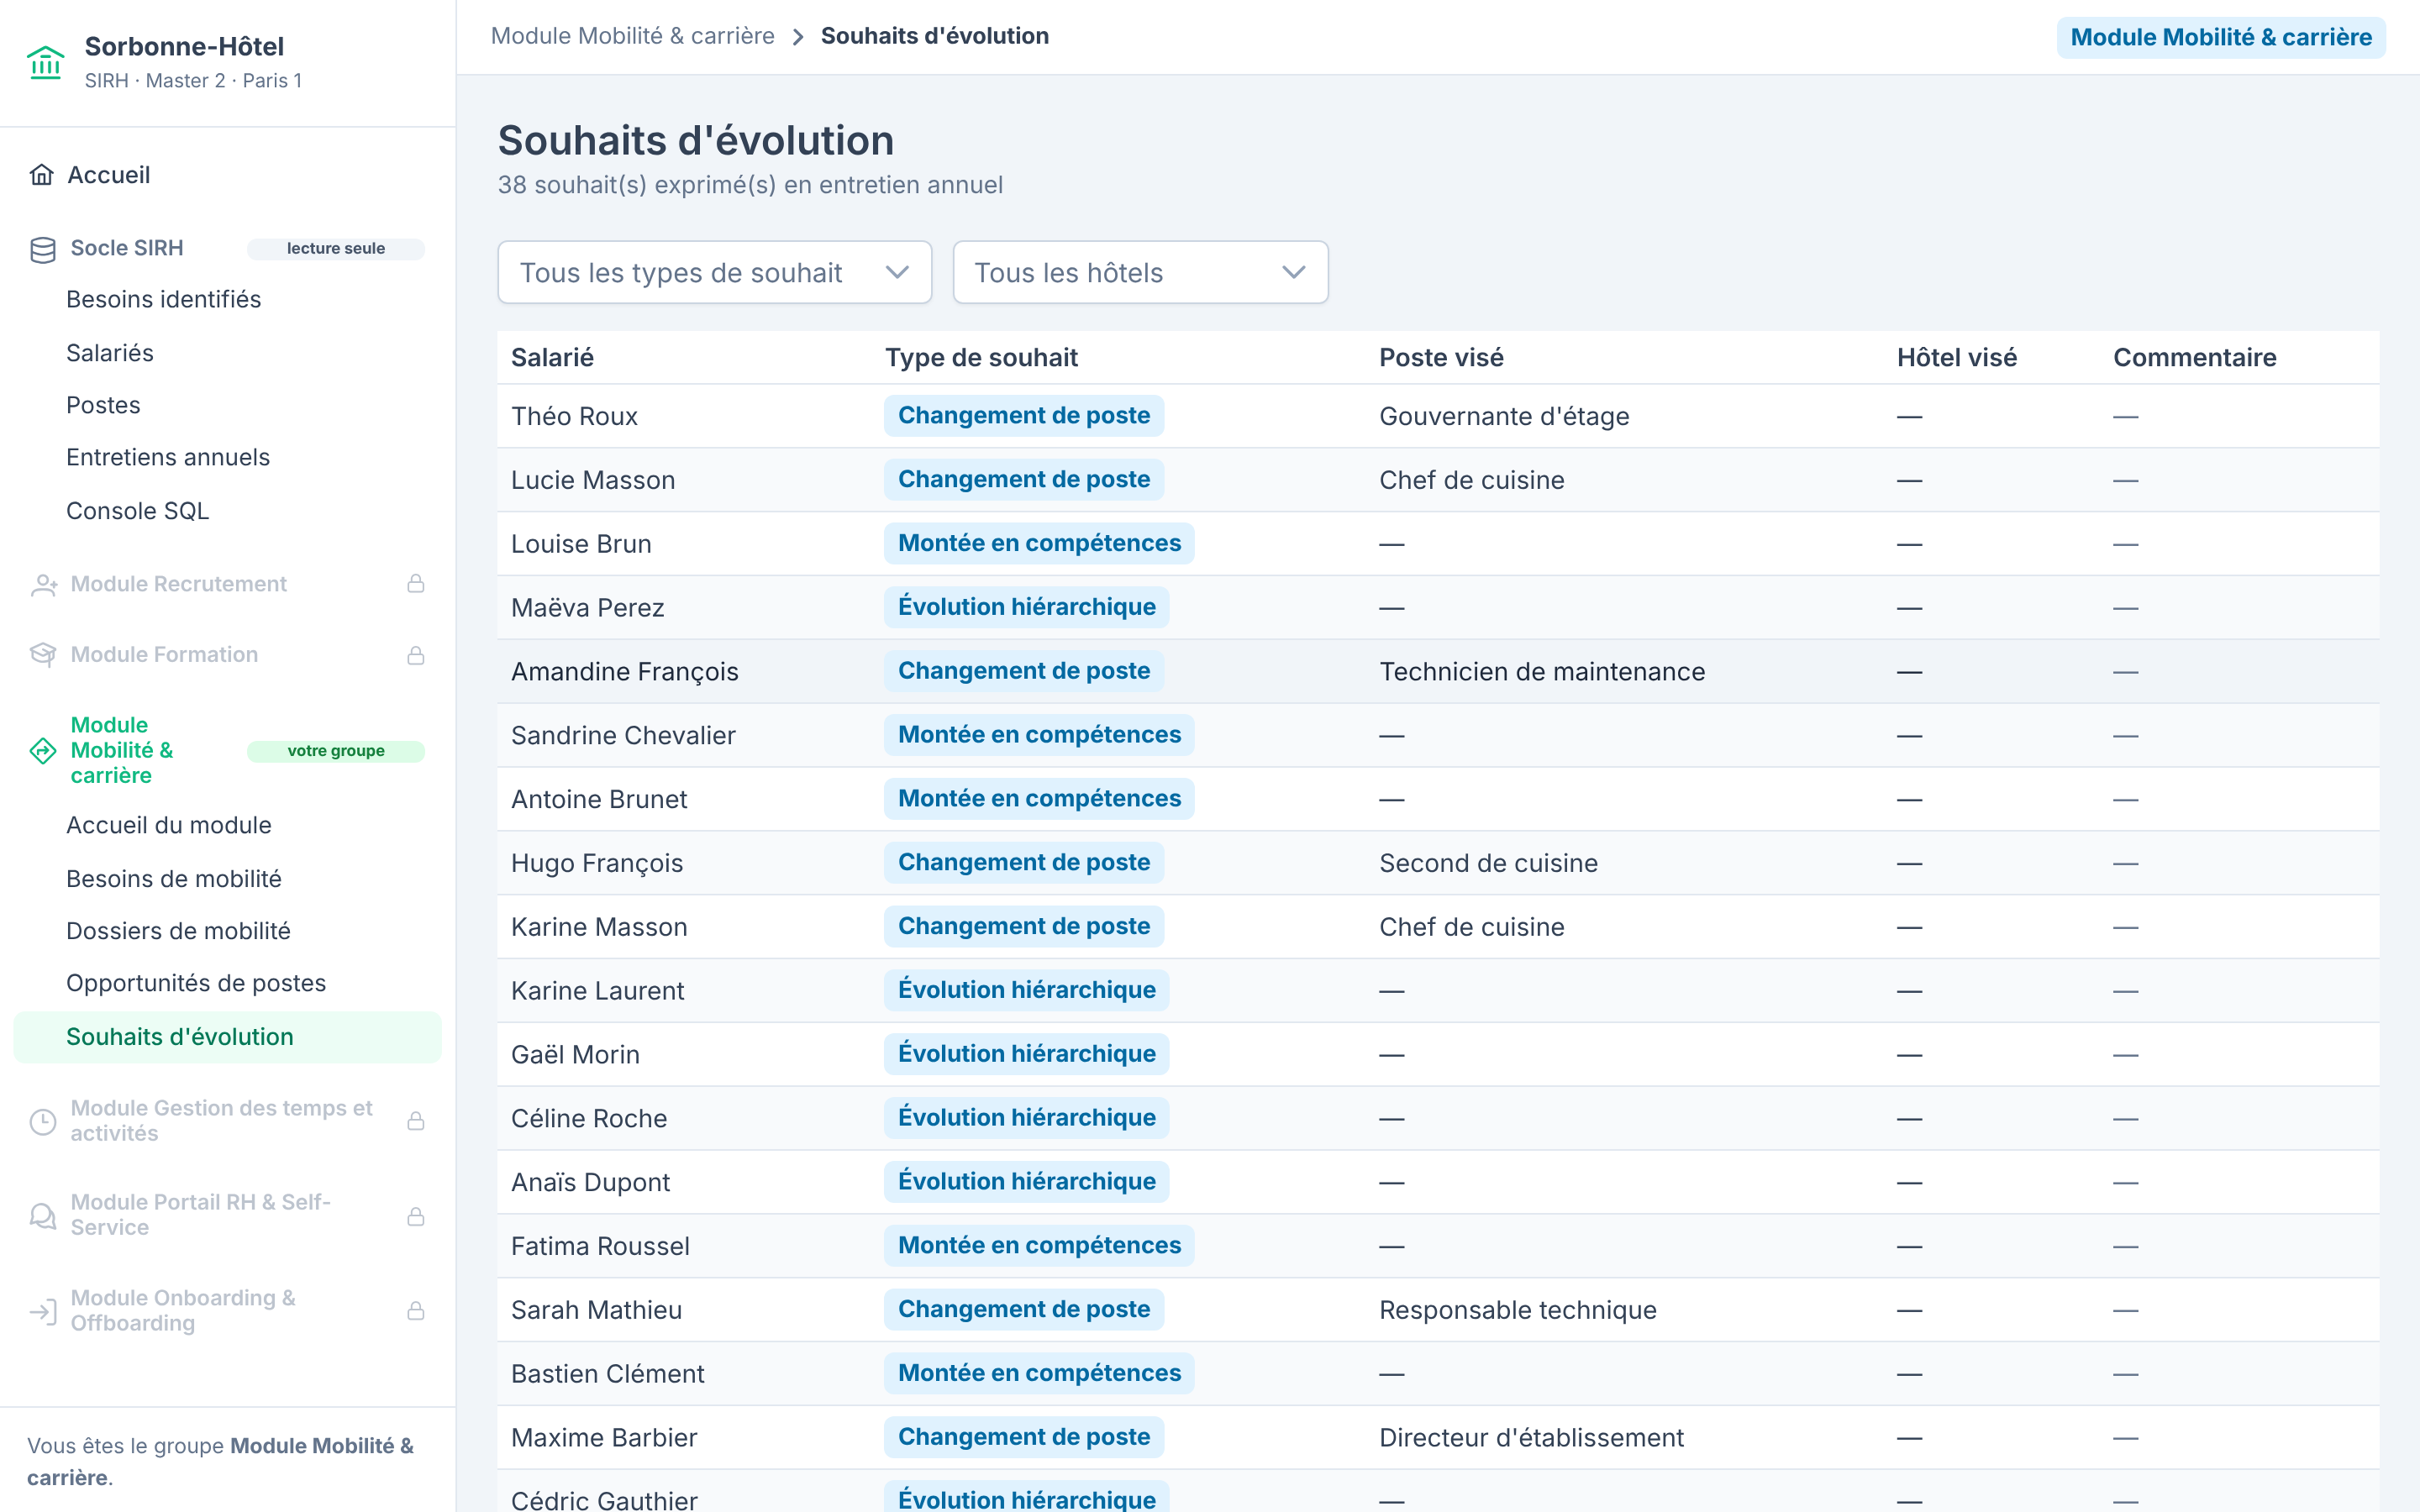 Sorbonne-Hôtel
SIRH · Master 2 · Paris 1
Accueil
Socle SIRH lecture seule
Besoins identifiés
Salariés
Postes
Entretiens annuels
Console SQL
Module Recrutement
Module Formation
Module
Mobilité &
carrière
votre groupe
Accueil du module
Besoins de mobilité
Dossiers de mobilité
Opportunités de postes
Souhaits d'évolution
Module Gestion des temps et
activités
Module Portail RH & Self-
Service
Module Onboarding &
Offboarding
Vous êtes le groupe Module Mobilité &
carrière.
Module Mobilité & carrière Souhaits d'évolution
Module Mobilité & carrière
Souhaits d'évolution
38 souhait(s) exprimé(s) en entretien annuel
Tous les types de souhait Tous les hôtels
Salarié Type de souhait Poste visé Hôtel visé Commentaire
Théo Roux Changement de poste Gouvernante d'étage — —
Lucie Masson Changement de poste Chef de cuisine — —
Louise Brun Montée en compétences — — —
Maëva Perez Évolution hiérarchique — — —
Amandine François Changement de poste Technicien de maintenance — —
Sandrine Chevalier Montée en compétences — — —
Antoine Brunet Montée en compétences — — —
Hugo François Changement de poste Second de cuisine — —
Karine Masson Changement de poste Chef de cuisine — —
Karine Laurent Évolution hiérarchique — — —
Gaël Morin Évolution hiérarchique — — —
Céline Roche Évolution hiérarchique — — —
Anaïs Dupont Évolution hiérarchique — — —
Fatima Roussel Montée en compétences — — —
Sarah Mathieu Changement de poste Responsable technique — —
Bastien Clément Montée en compétences — — —
Maxime Barbier Changement de poste Directeur d'établissement — —
Cédric Gauthier Évolution hiérarchique — — —